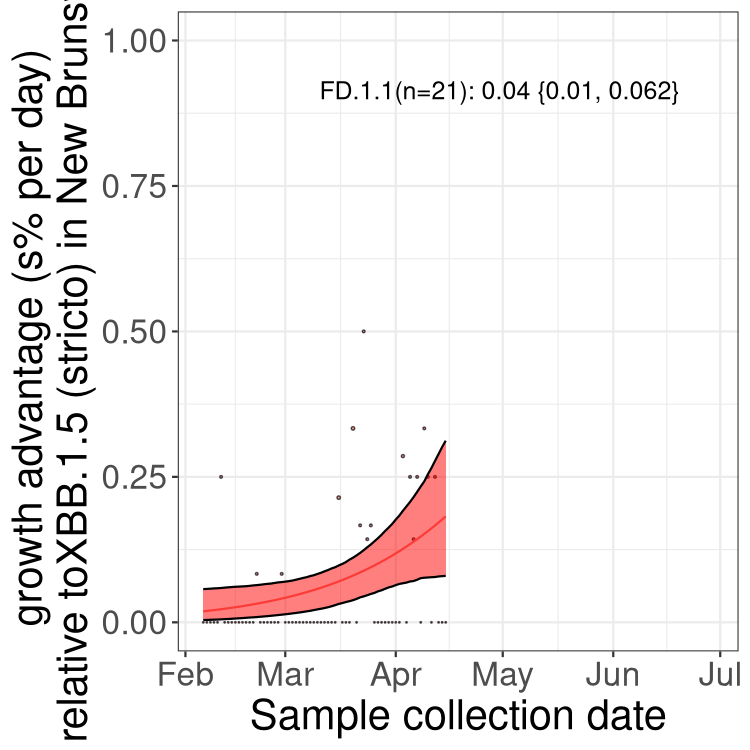 growth advantage (s% per day)
relative toXBB.1.5 (stricto) in New Bruns
1.00
0.75
0.50
0.25
0.00
FD.1.1(n=21): 0.04 {0.01, 0.062}
Feb Mar Apr May Jun Jul
Sample collection date